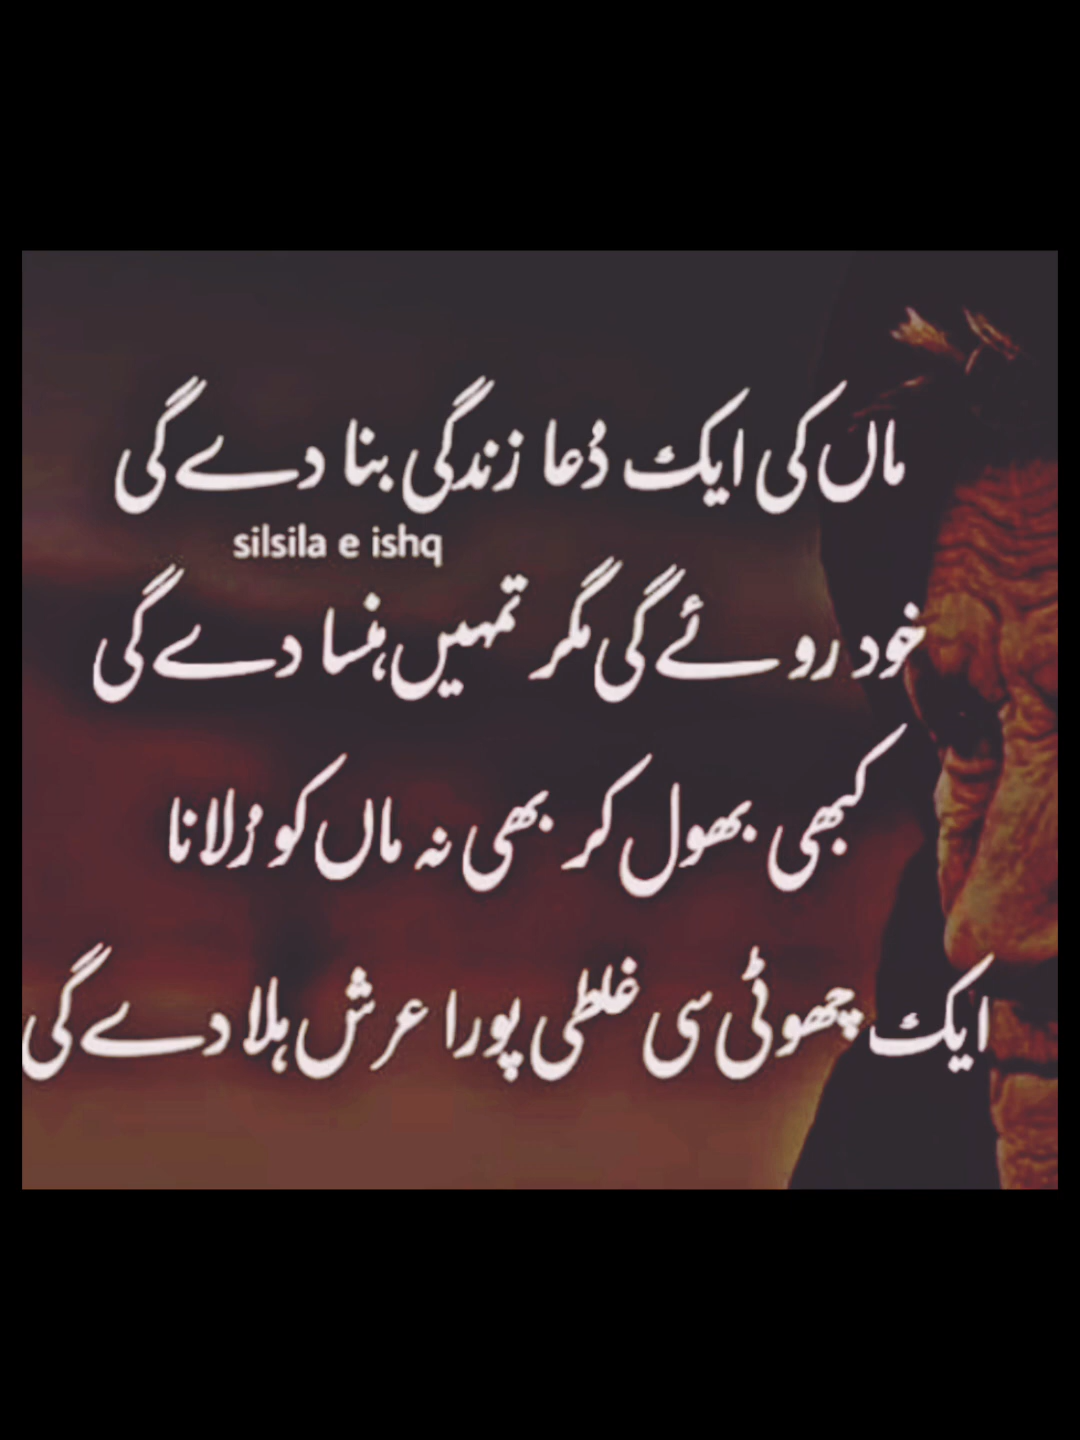 ماں کی ایک دُعا زندگی بنا دے گی
silsila e ishq
خود روئے گی مگر تمہیں ہنسا دے گی
کبھی بھول کر بھی نہ ماں کو رُلانا
ایک چھوٹی سی غلطی پورا عرش ہلا دے گی